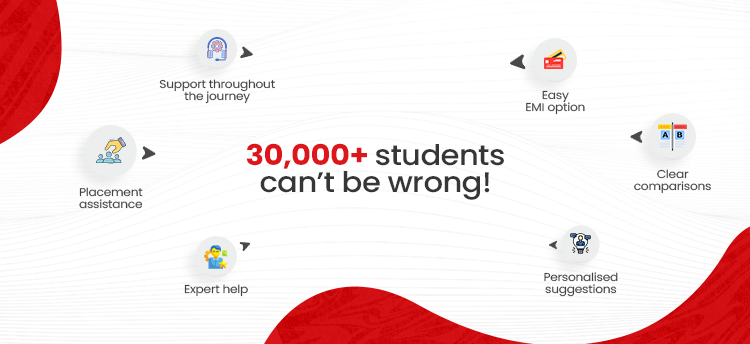 Support throughout
the journey
Easy
EMI option
Placement
assistance
30,000+ students
can't be wrong!
A B
Clear
comparisons
Expert help
Personalised
suggestions